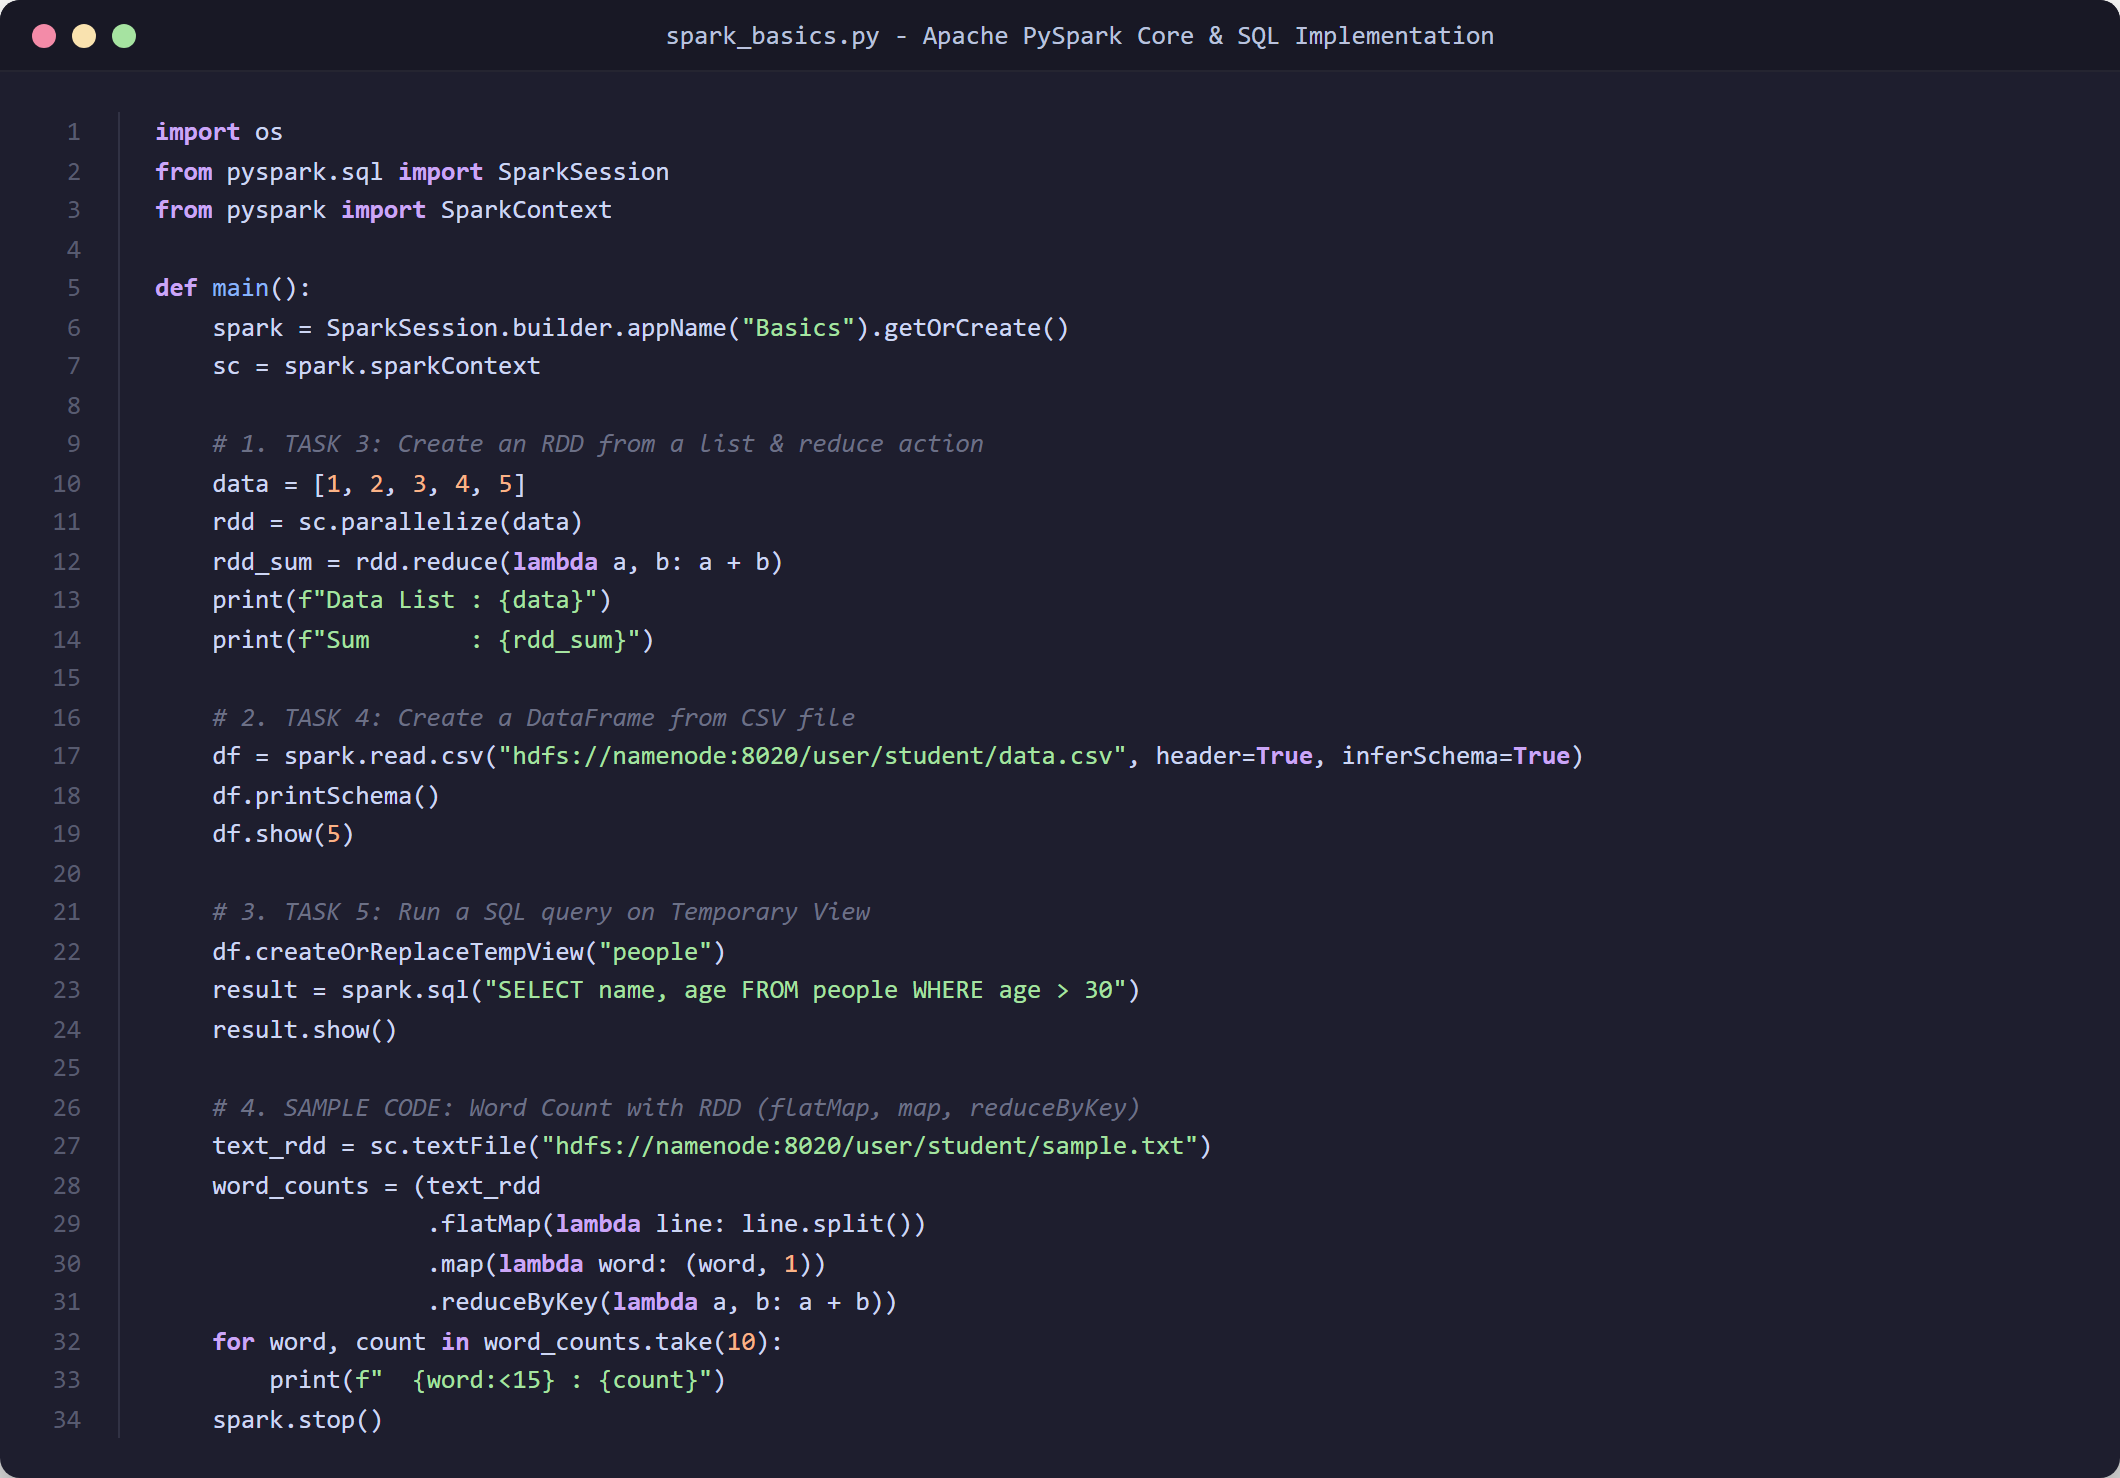 spark_basics.py - Apache PySpark Core & SQL Implementation
1 import os
2 from pyspark.sql import SparkSession
3 from pyspark import SparkContext
4
5 def main():
6     spark = SparkSession.builder.appName("Basics").getOrCreate()
7     sc = spark.sparkContext
8
9     # 1. TASK 3: Create an RDD from a list & reduce action
10     data = [1, 2, 3, 4, 5]
11     rdd = sc.parallelize(data)
12     rdd_sum = rdd.reduce(lambda a, b: a + b)
13     print(f"Data List : {data}")
14     print(f"Sum       : {rdd_sum}")
15
16     # 2. TASK 4: Create a DataFrame from CSV file
17     df = spark.read.csv("hdfs://namenode:8020/user/student/data.csv", header=True, inferSchema=True)
18     df.printSchema()
19     df.show(5)
20
21     # 3. TASK 5: Run a SQL query on Temporary View
22     df.createOrReplaceTempView("people")
23     result = spark.sql("SELECT name, age FROM people WHERE age > 30")
24     result.show()
25
26     # 4. SAMPLE CODE: Word Count with RDD (flatMap, map, reduceByKey)
27     text_rdd = sc.textFile("hdfs://namenode:8020/user/student/sample.txt")
28     word_counts = (text_rdd
29                    .flatMap(lambda line: line.split())
30                    .map(lambda word: (word, 1))
31                    .reduceByKey(lambda a, b: a + b))
32     for word, count in word_counts.take(10):
33         print(f"  {word:<15} : {count}")
34     spark.stop()